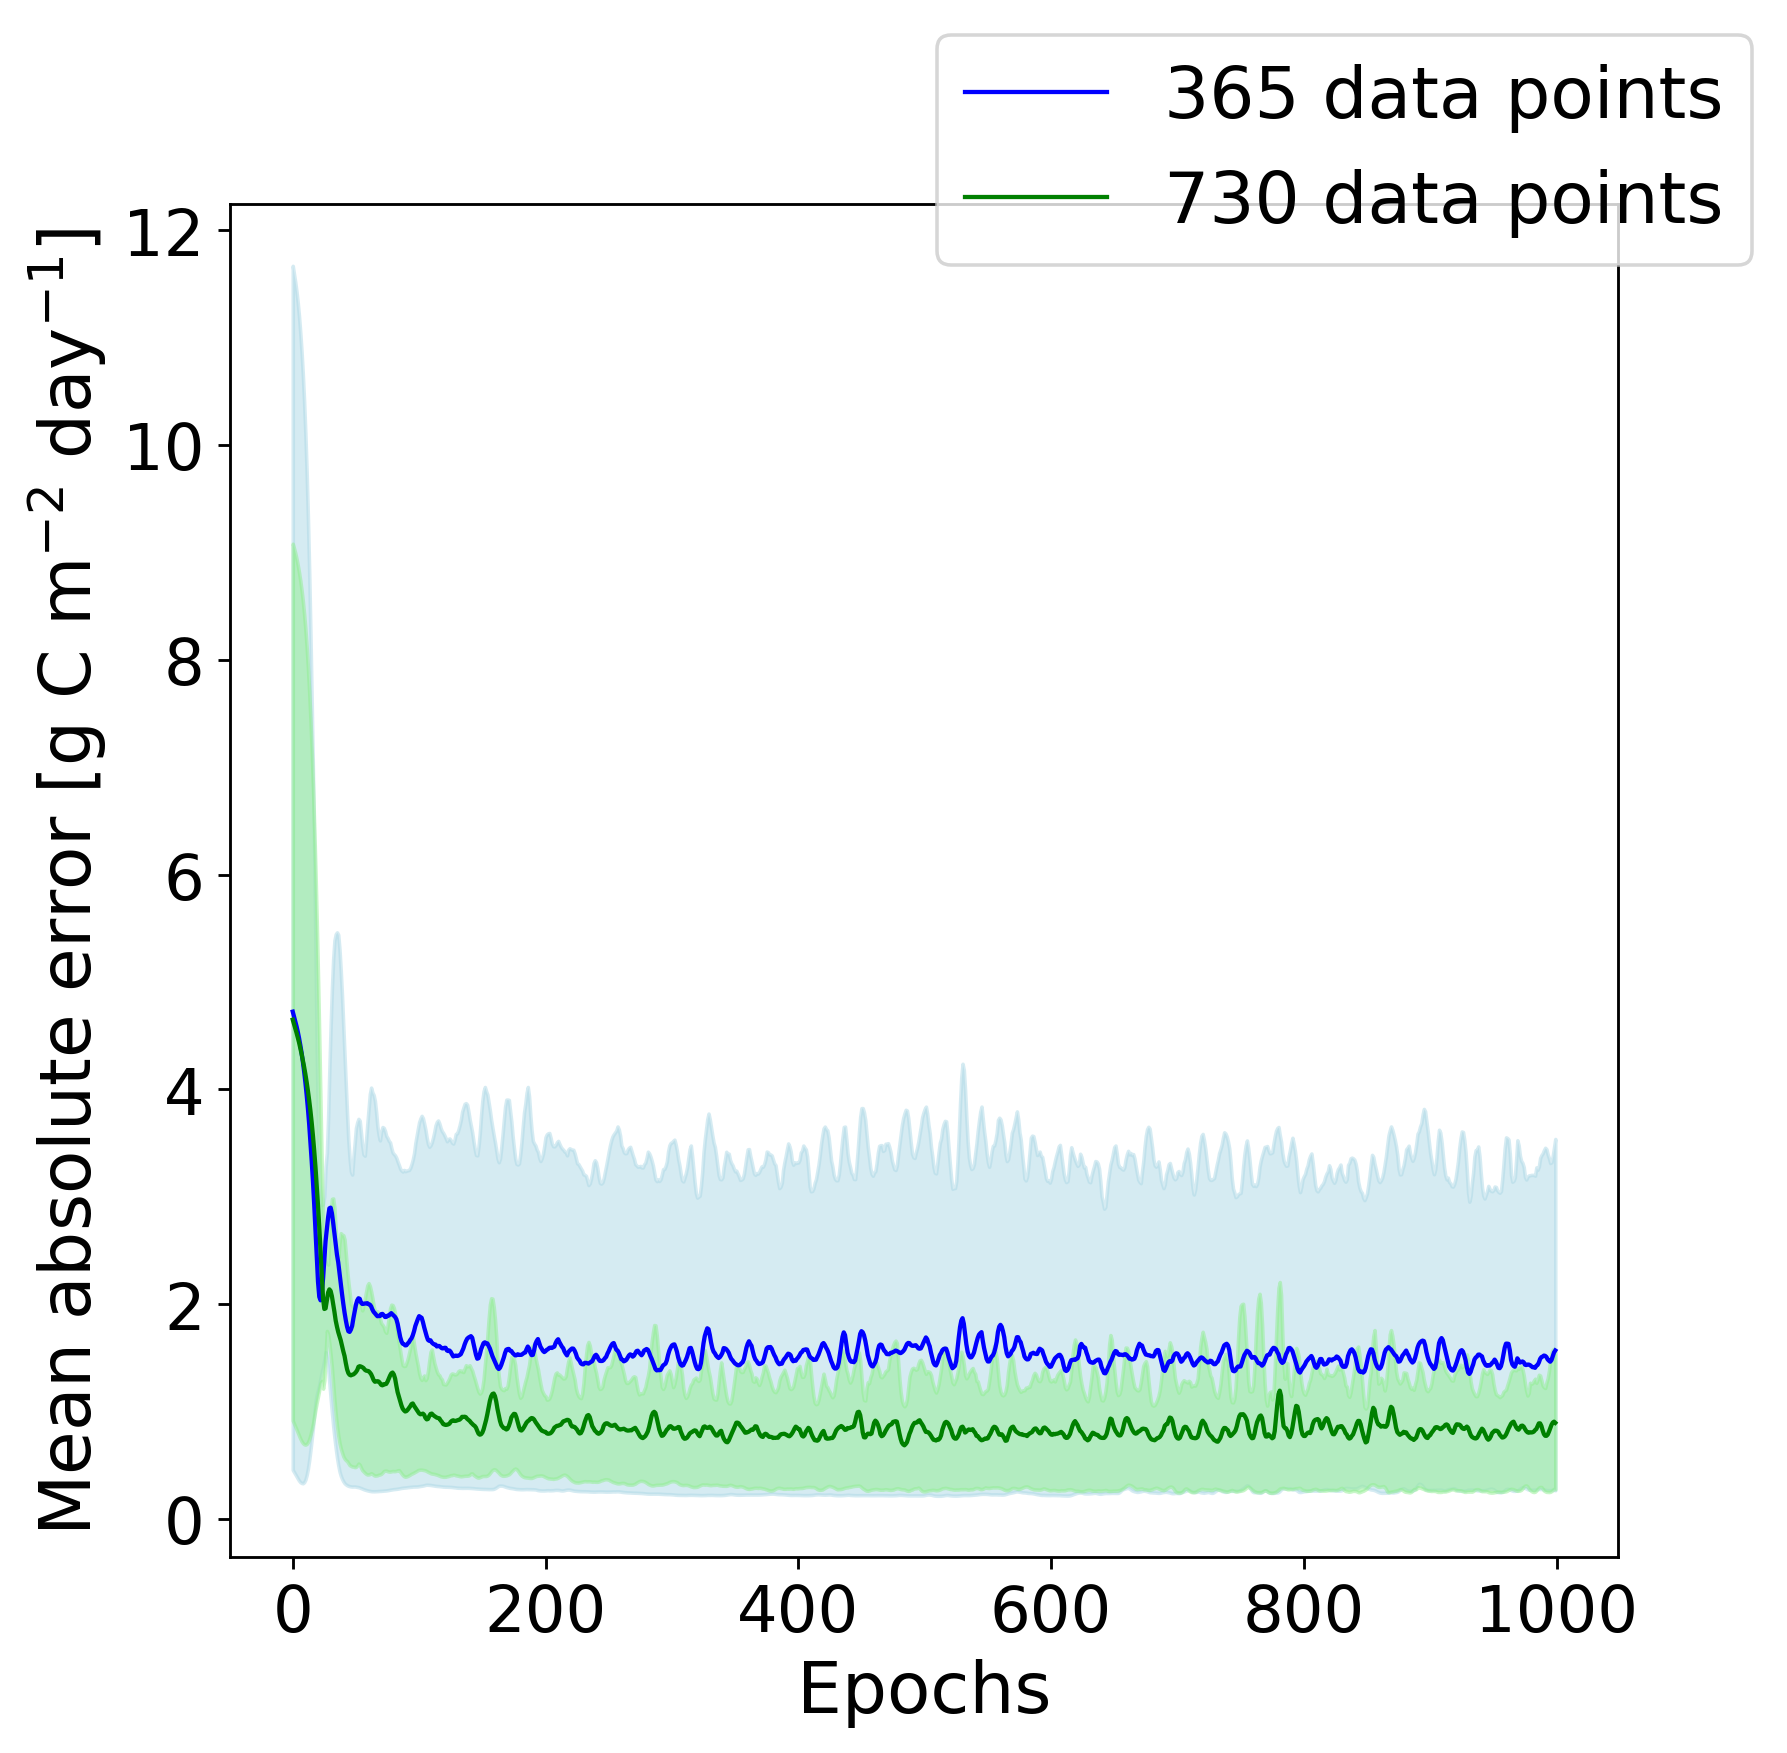 365 data points
730 data points
Mean absolute error [g C m⁻² day⁻¹]
12
10
8
6
4
2
0
0 200 400 600 800 1000
Epochs